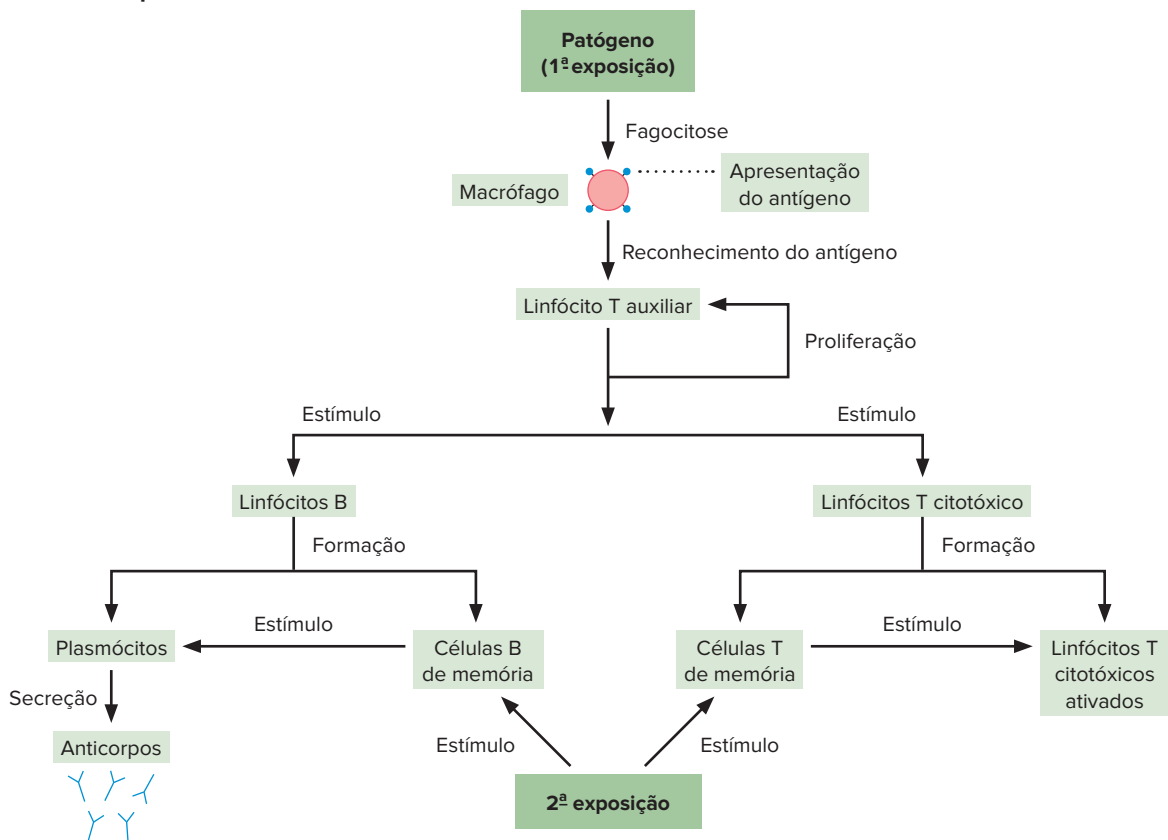 Patógeno
(1ª exposição)
Fagocitose
Macrófago
Apresentação
do antígeno
Reconhecimento do antígeno
Linfócito T auxiliar
Proliferação
Estímulo
Estímulo
Linfócitos B
Linfócitos T citotóxico
Formação
Formação
Plasmócitos
Estímulo
Células B
de memória
Células T
de memória
Estímulo
Linfócitos T
citotóxicos
ativados
Secreção
Anticorpos
Estímulo
Estímulo
2ª exposição